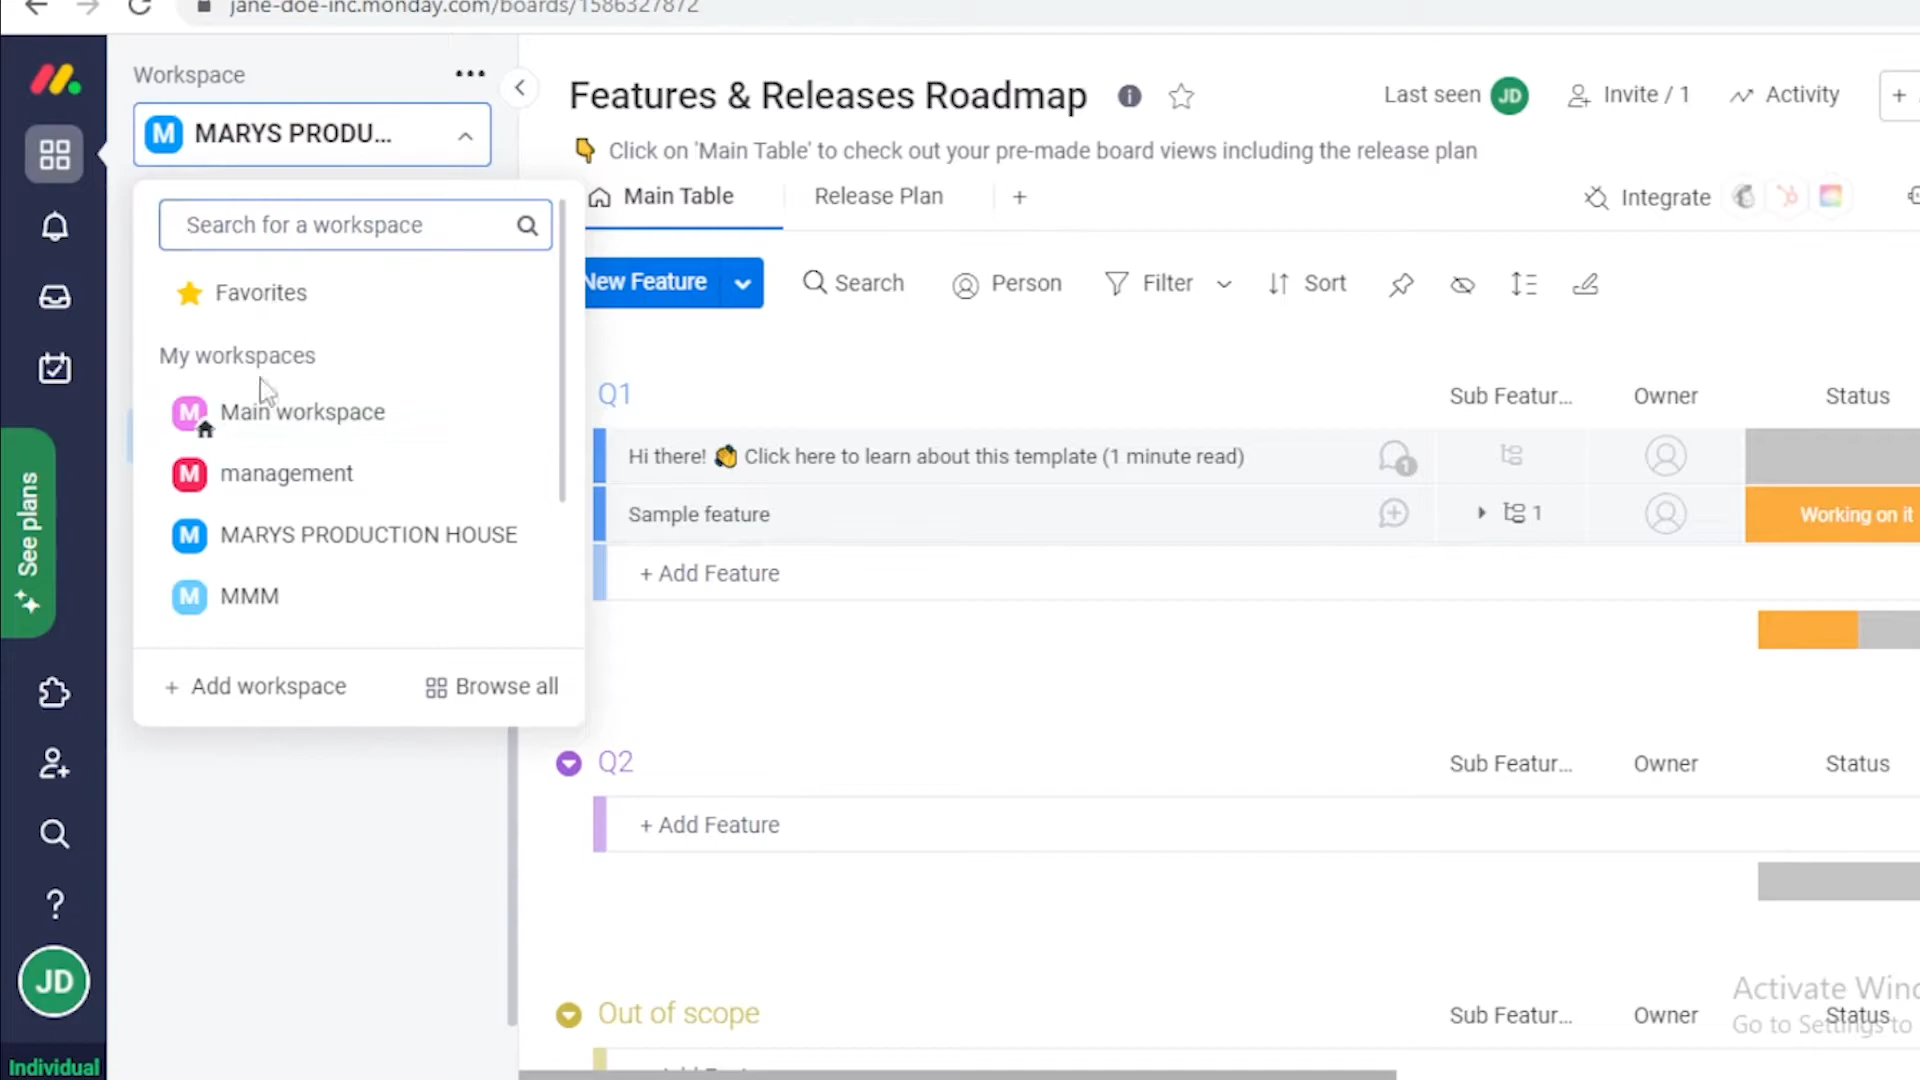 jane-doe-inc.monday.com/boards/1586327872
Workspace
M MARYS PRODU...
Search for a workspace
Favorites
My workspaces
M Main workspace
M management
M MARYS PRODUCTION HOUSE
M MMM
+ Add workspace
Browse all
See plans
JD
Individual
Features & Releases Roadmap
Last seen JD
Invite / 1
Activity
+
Click on 'Main Table' to check out your pre-made board views including the release plan
Main Table
Release Plan
+
Integrate
New Feature
Search
Person
Filter
Sort
Q1
Sub Featur...
Owner
Status
Hi there! Click here to learn about this template (1 minute read)
1
Sample feature
1
Working on it
+ Add Feature
Q2
Sub Featur...
Owner
Status
+ Add Feature
Out of scope
Sub Featur...
Owner
Status
Activate Winc
Go to Settings to